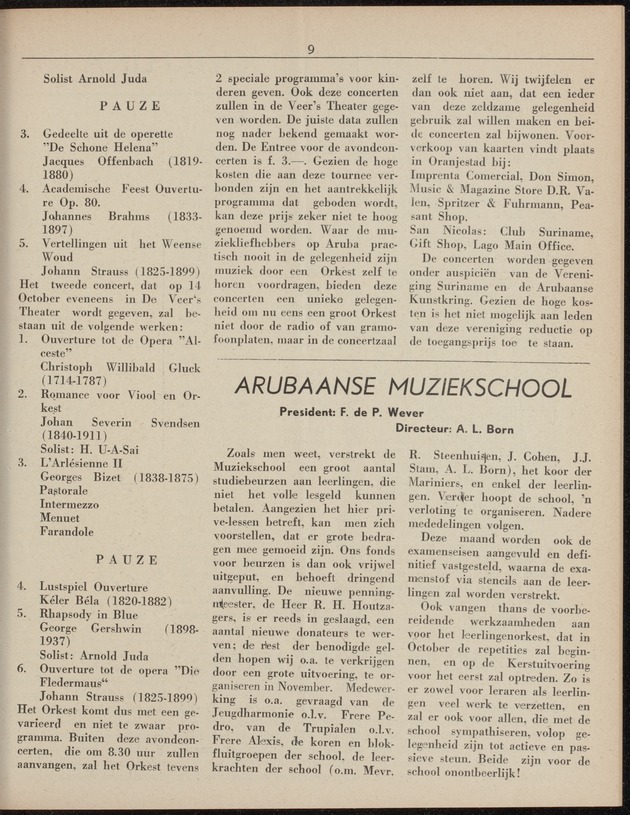 9
Solist Arnold Juda
PAUZE
3. Gedeelte uit de operette
"De Schone Helena"
Jacques Offenbach (1819-
1880)
4. Academische Feest Ouvertu-
re Op. 80.
Johannes Brahms (1833-
1897)
5. Vertellingen uit het Weense
Woud
Johann Strauss (1825-1899)
Het tweede concert, dat op 14
October eveneens in De Veer's
Theater wordt gegeven, zal be-
staan uit de volgende werken:
1. Ouverture tot de Opera "Al-
ceste"
Christoph Willibald Gluck
(1714-1787)
2. Romance voor Viool en Or-
kest
Johan Severin Svendsen
(1840-1911)
Solist: H. U-A-Sai
3. L'Arlésienne II
Georges Bizet (1838-1875)
Pastorale
Intermezzo
Menuet
Farandole
PAUZE
4. Lustspiel Ouverture
Kéler Béla (1820-1882)
5. Rhapsody in Blue
George Gershwin (1898-
1937)
Solist: Arnold Juda
6. Ouverture tot de opera "Die
Fledermaus"
Johann Strauss (1825-1899)
Het Orkest komt dus met een ge-
varieerd en niet te zwaar pro-
gramma. Buiten deze avondcon-
certen, die om 8.30 uur zullen
aanvangen, zal het Orkest tevens
2 speciale programma's voor kin-
deren geven. Ook deze concerten
zullen in de Veer's Theater gege-
ven worden. De juiste data zullen
nog nader bekend gemaakt wor-
den. De Entree voor de avondcon-
certen is f. 3.—. Gezien de hoge
kosten die aan deze tournee ver-
bonden zijn en het aantrekkelijk
programma dat geboden wordt,
kan deze prijs zeker niet te hoog
genoemd worden. Waar de mu-
ziekliefhebbers op Aruba prac-
tisch nooit in de gelegenheid zijn
muziek door een Orkest zelf te
horen voordragen, bieden deze
concerten een unieke gelegen-
heid om nu eens een groot Orkest
niet door de radio of van gramo-
foonplaten, maar in de concertzaal
zelf te horen. Wij twijfelen er
dan ook niet aan, dat een ieder
van deze zeldzame gelegenheid
gebruik zal willen maken en bei-
de concerten zal bijwonen. Voor-
verkoop van kaarten vindt plaats
in Oranjestad bij:
Imprenta Comercial, Don Simon,
Music & Magazine Store D.R. Va-
len, Spritzer & Fuhrmann, Pea-
sant Shop.
San Nicolas: Club Suriname,
Gift Shop, Lago Main Office.
De concerten worden gegeven
onder auspiciën van de Vereni-
ging Suriname en de Arubaanse
Kunstkring. Gezien de hoge kos-
ten is het niet mogelijk aan leden
van deze vereniging reductie op
de toegangsprijs toe te staan.
ARUBAANSE MUZIEKSCHOOL
President: F. de P. Wever
Directeur: A. L. Born
Zoals men weet, verstrekt de
Muziekschool een groot aantal
studiebeurzen aan leerlingen, die
niet het volle lesgeld kunnen
betalen. Aangezien het hier pri-
ve-lessen betreft, kan men zich
voorstellen, dat er grote bedra-
gen mee gemoeid zijn. Ons fonds
voor beurzen is dan ook vrijwel
uitgeput, en behoeft dringend
aanvulling. De nieuwe penning-
meester, de Heer R. H. Houtza-
gers, is er reeds in geslaagd, een
aantal nieuwe donateurs te wer-
ven; de rest der benodigde gel-
den hopen wij o.a. te verkrijgen
door een grote uitvoering, te or-
ganiseren in November. Medewer-
king is o.a. gevraagd van de
Jeugdharmonie o.l.v. Frere Pe-
dro, van de Trupialen o.l.v.
Frere Alexis, de koren en blok-
fluitgroepen der school, de leer-
krachten der school (o.m. Mevr.
R. Steenhuisen, J. Cohen, J.J.
Stam, A. L. Born), het koor der
Mariniers, en enkel der leerlin-
gen. Verder hoopt de school, 'n
verloting te organiseren. Nadere
mededelingen volgen.
Deze maand worden ook de
exameneisen aangevuld en defi-
nitief vastgesteld, waarna de exa-
menstof via stencils aan de leer-
lingen zal worden verstrekt.
Ook vangen thans de voorbe-
reidende werkzaamheden aan
voor het leerlingenorkest, dat in
October de repetities zal begin-
nen, en op de Kerstuitvoering
voor het eerst zal optreden. Zo is
er zowel voor leraren als leerlin-
gen veel werk te verzetten, en
zal er ook voor allen, die met de
school sympathiseren, volop ge-
legenheid zijn tot actieve en pas-
sieve steun. Beide zijn voor de
school onontbeerlijk!